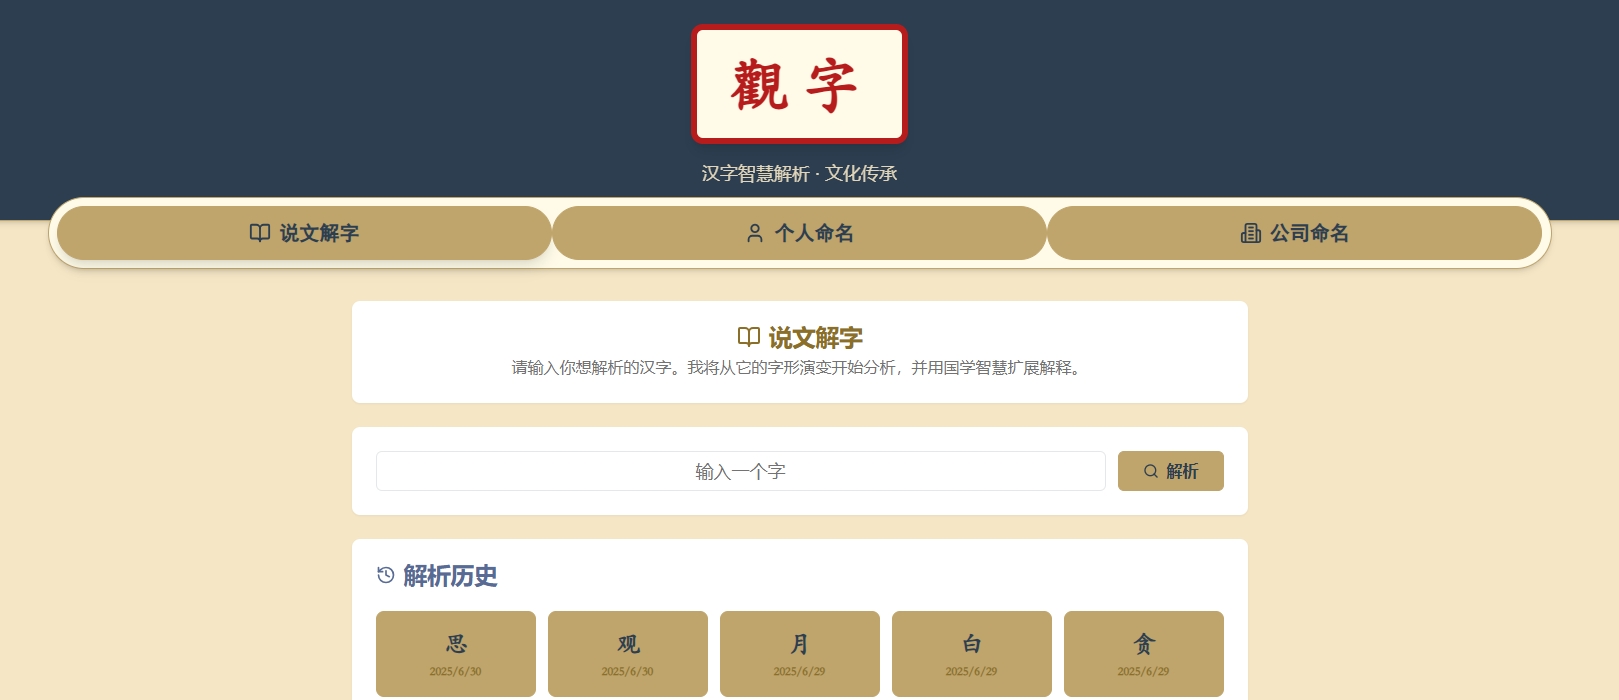 觀字
汉字智慧解析 · 文化传承
说文解字
个人命名
公司命名
说文解字
请输入你想解析的汉字。我将从它的字形演变开始分析，并用国学智慧扩展解释。
输入一个字
解析
解析历史
思
2025/6/30
观
2025/6/30
月
2025/6/29
白
2025/6/29
贪
2025/6/29